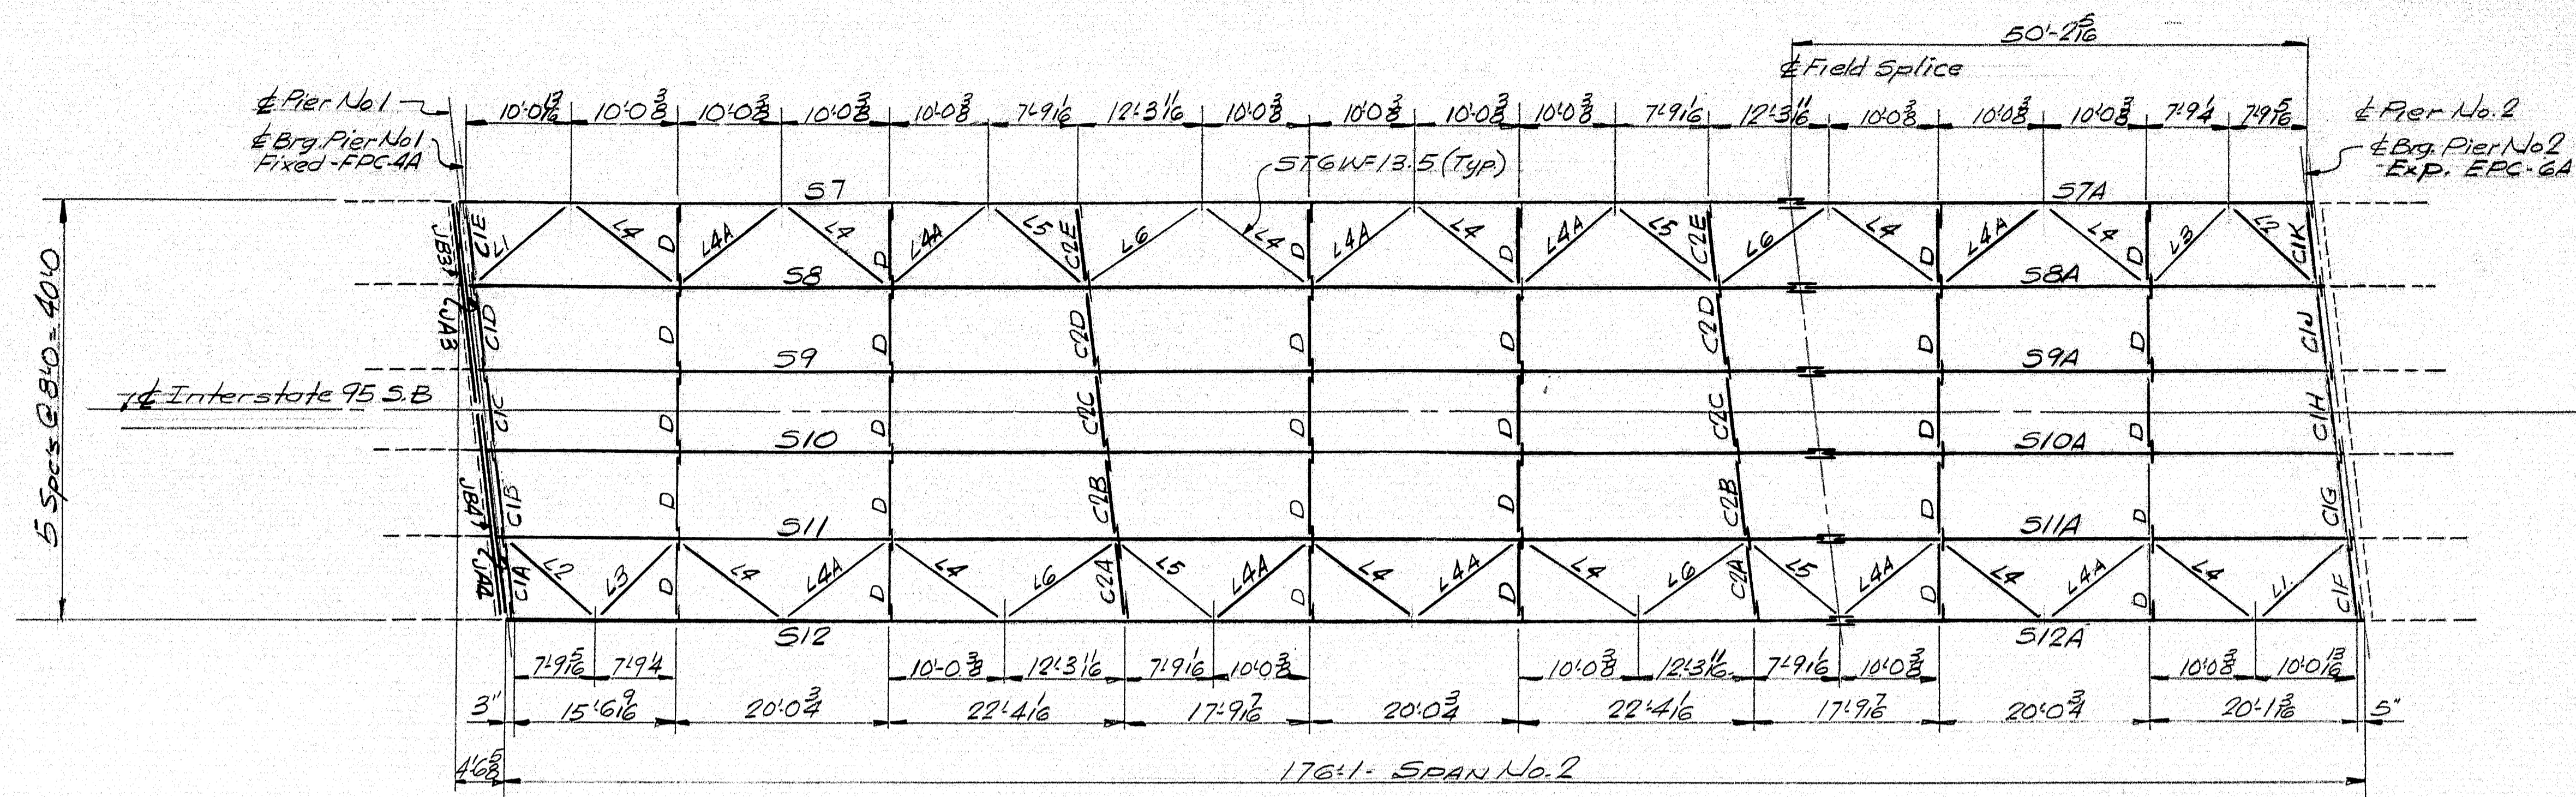 50'-2 5/16
℄ Field Splice
℄ Pier No 1
10'-0 13/16 10'-0 3/8 10'-0 3/8 10'-0 3/8 10'-0 3/8 7'-9 1/16 12'-3 11/16 10'-0 3/8 10'-0 3/8 10'-0 3/8 10'-0 3/8 7'-9 1/16 12'-3 11/16 10'-0 3/8 10'-0 3/8 10'-0 3/8 7'-9 1/4 7'-9 5/16
℄ Pier No. 2
℄ Brg. Pier No 1
Fixed-FPC-4A
℄ Brg. Pier No 2
Exp. EPC-6A
ST6WF13.5 (Typ.)
S7 S7A
JB3 C1E L1 L4 D L4A L4 D L4A L5 C2E L6 L4 D L4A L4 D L4A L5 C2E L6 L4 D L4A L4 D L3 L2 C1K
S8 S8A
JA3 C1D D D C2D D D C2D D D C1J
S9 S9A
5 Spc's @ 8'-0 = 40'-0
℄ Interstate 95 S.B
C1C D D C2C D D C2C D D C1H
S10 S10A
JB4 C1B D D C2B D D C2B D D C1G
S11 S11A
JA4 C1A L2 L3 D L4 L4A D L4 L6 C2A L5 L4A D L4 L4A D L4 L6 C2A L5 L4A D L4 L4A D L4 L1 C1F
S12 S12A
7'-9 5/16 7'-9 1/4 10'-0 3/8 12'-3 11/16 7'-9 1/16 10'-0 3/8 10'-0 3/8 12'-3 11/16 7'-9 1/16 10'-0 3/8 10'-0 3/8 10'-0 13/16
3" 15'-6 9/16 20'-0 3/4 22'-4 1/16 17'-9 7/16 20'-0 3/4 22'-4 1/16 17'-9 7/16 20'-0 3/4 20'-1 3/16 5"
4'-6 5/8
176'-1 - SPAN No. 2